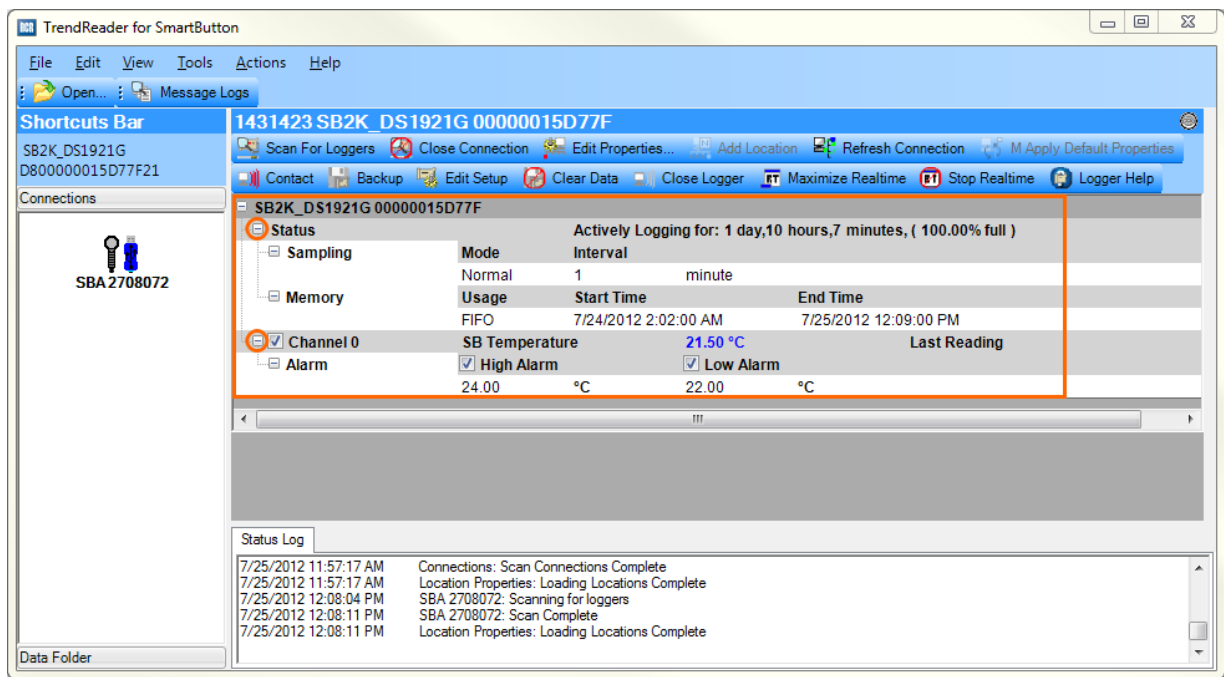 ACR TrendReader for SmartButton
File Edit View Tools Actions Help
Open... Message Logs
Shortcuts Bar
SB2K_DS1921G
D800000015D77F21
Connections
SBA 2708072
Data Folder
1431423 SB2K_DS1921G 00000015D77F
Scan For Loggers Close Connection Edit Properties... Add Location Refresh Connection M Apply Default Properties
Contact Backup Edit Setup Clear Data Close Logger RT Maximize Realtime RT Stop Realtime Logger Help
SB2K_DS1921G 00000015D77F
Status Actively Logging for: 1 day,10 hours,7 minutes, ( 100.00% full )
Sampling Mode Interval
Normal 1 minute
Memory Usage Start Time End Time
FIFO 7/24/2012 2:02:00 AM 7/25/2012 12:09:00 PM
Channel 0 SB Temperature 21.50 °C Last Reading
Alarm High Alarm Low Alarm
24.00 °C 22.00 °C
Status Log
7/25/2012 11:57:17 AM Connections: Scan Connections Complete
7/25/2012 11:57:17 AM Location Properties: Loading Locations Complete
7/25/2012 12:08:04 PM SBA 2708072: Scanning for loggers
7/25/2012 12:08:11 PM SBA 2708072: Scan Complete
7/25/2012 12:08:11 PM Location Properties: Loading Locations Complete